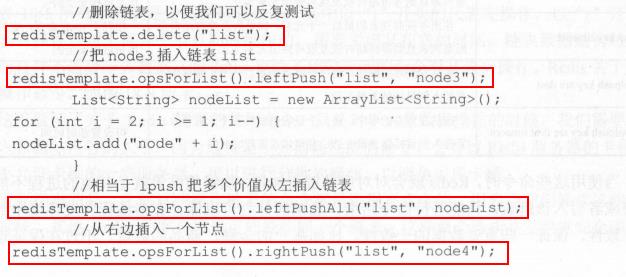 //删除链表，以便我们可以反复测试
redisTemplate.delete("list");
//把 node3 插入链表 list
redisTemplate.opsForList().leftPush("list", "node3");
List<String> nodeList = new ArrayList<String>();
for (int i = 2; i >= 1; i--) {
nodeList.add("node" + i);
}
//相当于 lpush 把多个价值从左插入链表
redisTemplate.opsForList().leftPushAll("list", nodeList);
//从右边插入一个节点
redisTemplate.opsForList().rightPush("list", "node4");